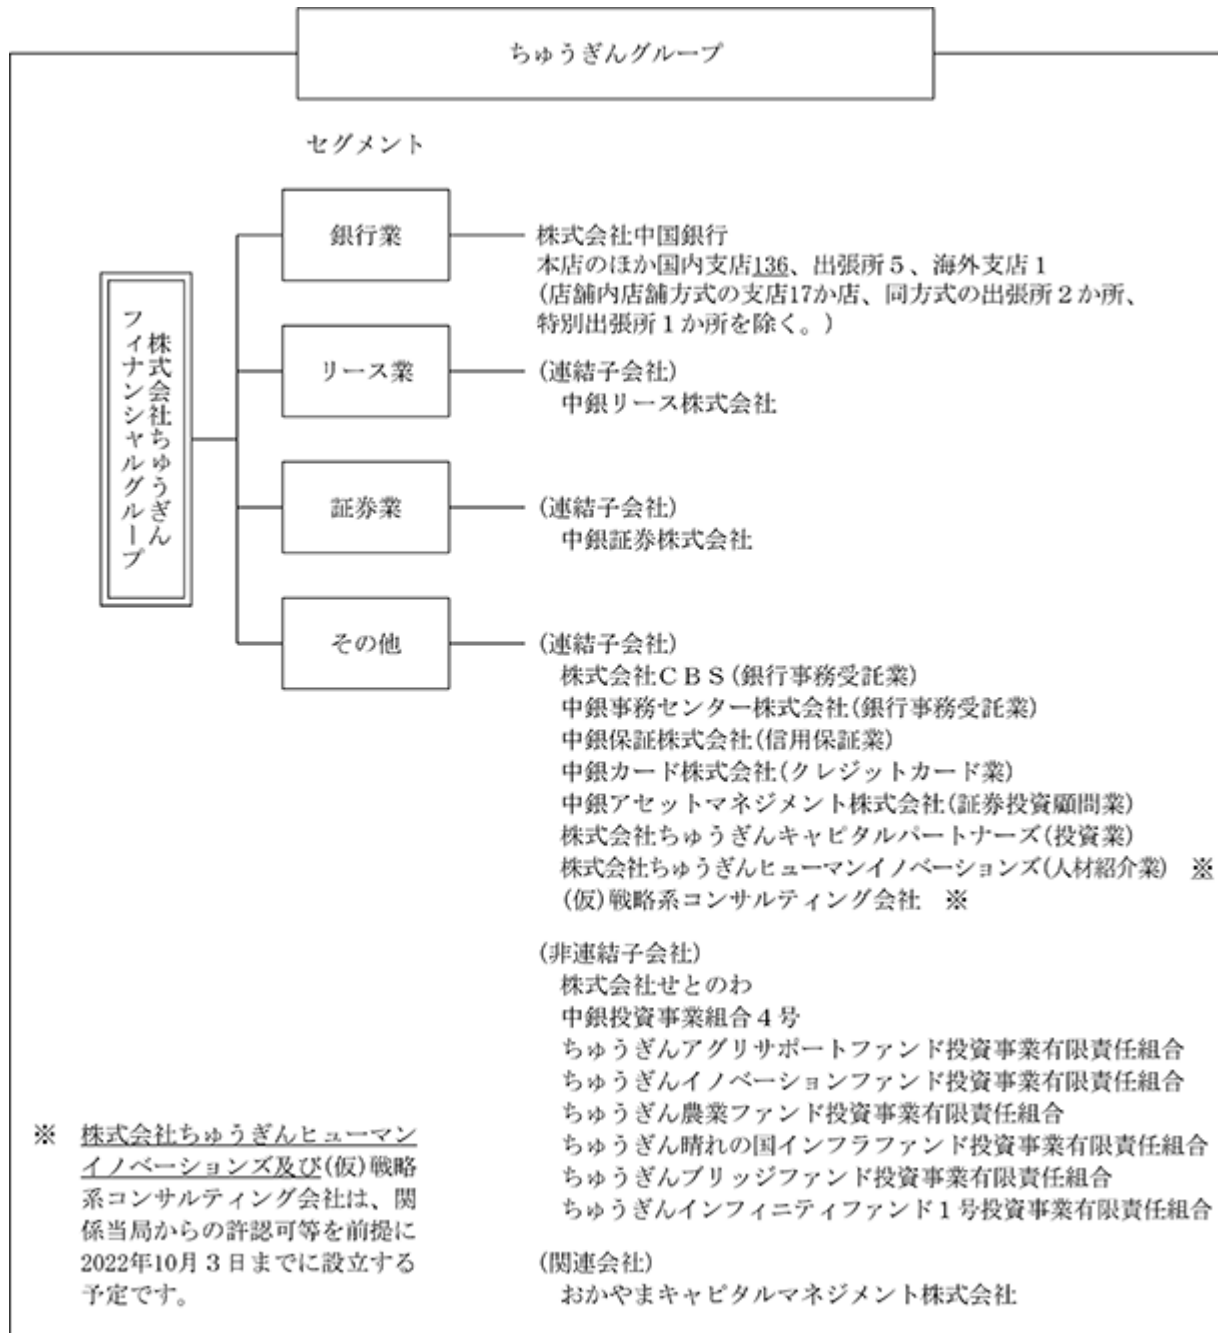 ちゅうぎんグループ
セグメント
株式会社ちゅうぎん
フィナンシャルグループ
銀行業
株式会社中国銀行
本店のほか国内支店136、出張所5、海外支店1
(店舗内店舗方式の支店17か店、同方式の出張所2か所、
特別出張所1か所を除く。)
リース業
(連結子会社)
中銀リース株式会社
証券業
(連結子会社)
中銀証券株式会社
その他
(連結子会社)
株式会社CBS(銀行事務受託業)
中銀事務センター株式会社(銀行事務受託業)
中銀保証株式会社(信用保証業)
中銀カード株式会社(クレジットカード業)
中銀アセットマネジメント株式会社(証券投資顧問業)
株式会社ちゅうぎんキャピタルパートナーズ(投資業)
株式会社ちゅうぎんヒューマンイノベーションズ(人材紹介業) ※
(仮)戦略系コンサルティング会社 ※
(非連結子会社)
株式会社せとのわ
中銀投資事業組合4号
ちゅうぎんアグリサポートファンド投資事業有限責任組合
ちゅうぎんイノベーションファンド投資事業有限責任組合
ちゅうぎん農業ファンド投資事業有限責任組合
ちゅうぎん晴れの国インフラファンド投資事業有限責任組合
ちゅうぎんブリッジファンド投資事業有限責任組合
ちゅうぎんインフィニティファンド1号投資事業有限責任組合
(関連会社)
おかやまキャピタルマネジメント株式会社
※ 株式会社ちゅうぎんヒューマン
イノベーションズ及び(仮)戦略
系コンサルティング会社は、関
係当局からの許認可等を前提に
2022年10月3日までに設立する
予定です。